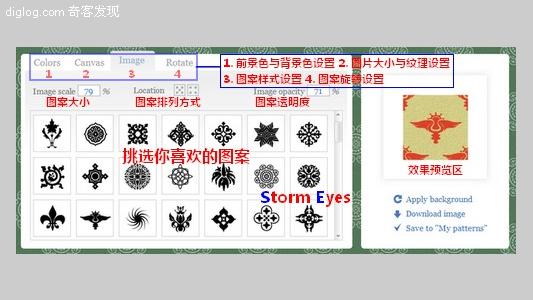 diglog.com 奇客发现
Colors Canvas Image Rotate
1 2 3 4
1. 前景色与背景色设置 2. 图片大小与纹理设置
3. 图案样式设置 4. 图案旋转设置
Image scale 79 % Location Image opacity 71 %
图案大小 图案排列方式 图案透明度
挑选你喜欢的图案
效果预览区
Storm Eyes
Apply background
Download image
Save to "My patterns"